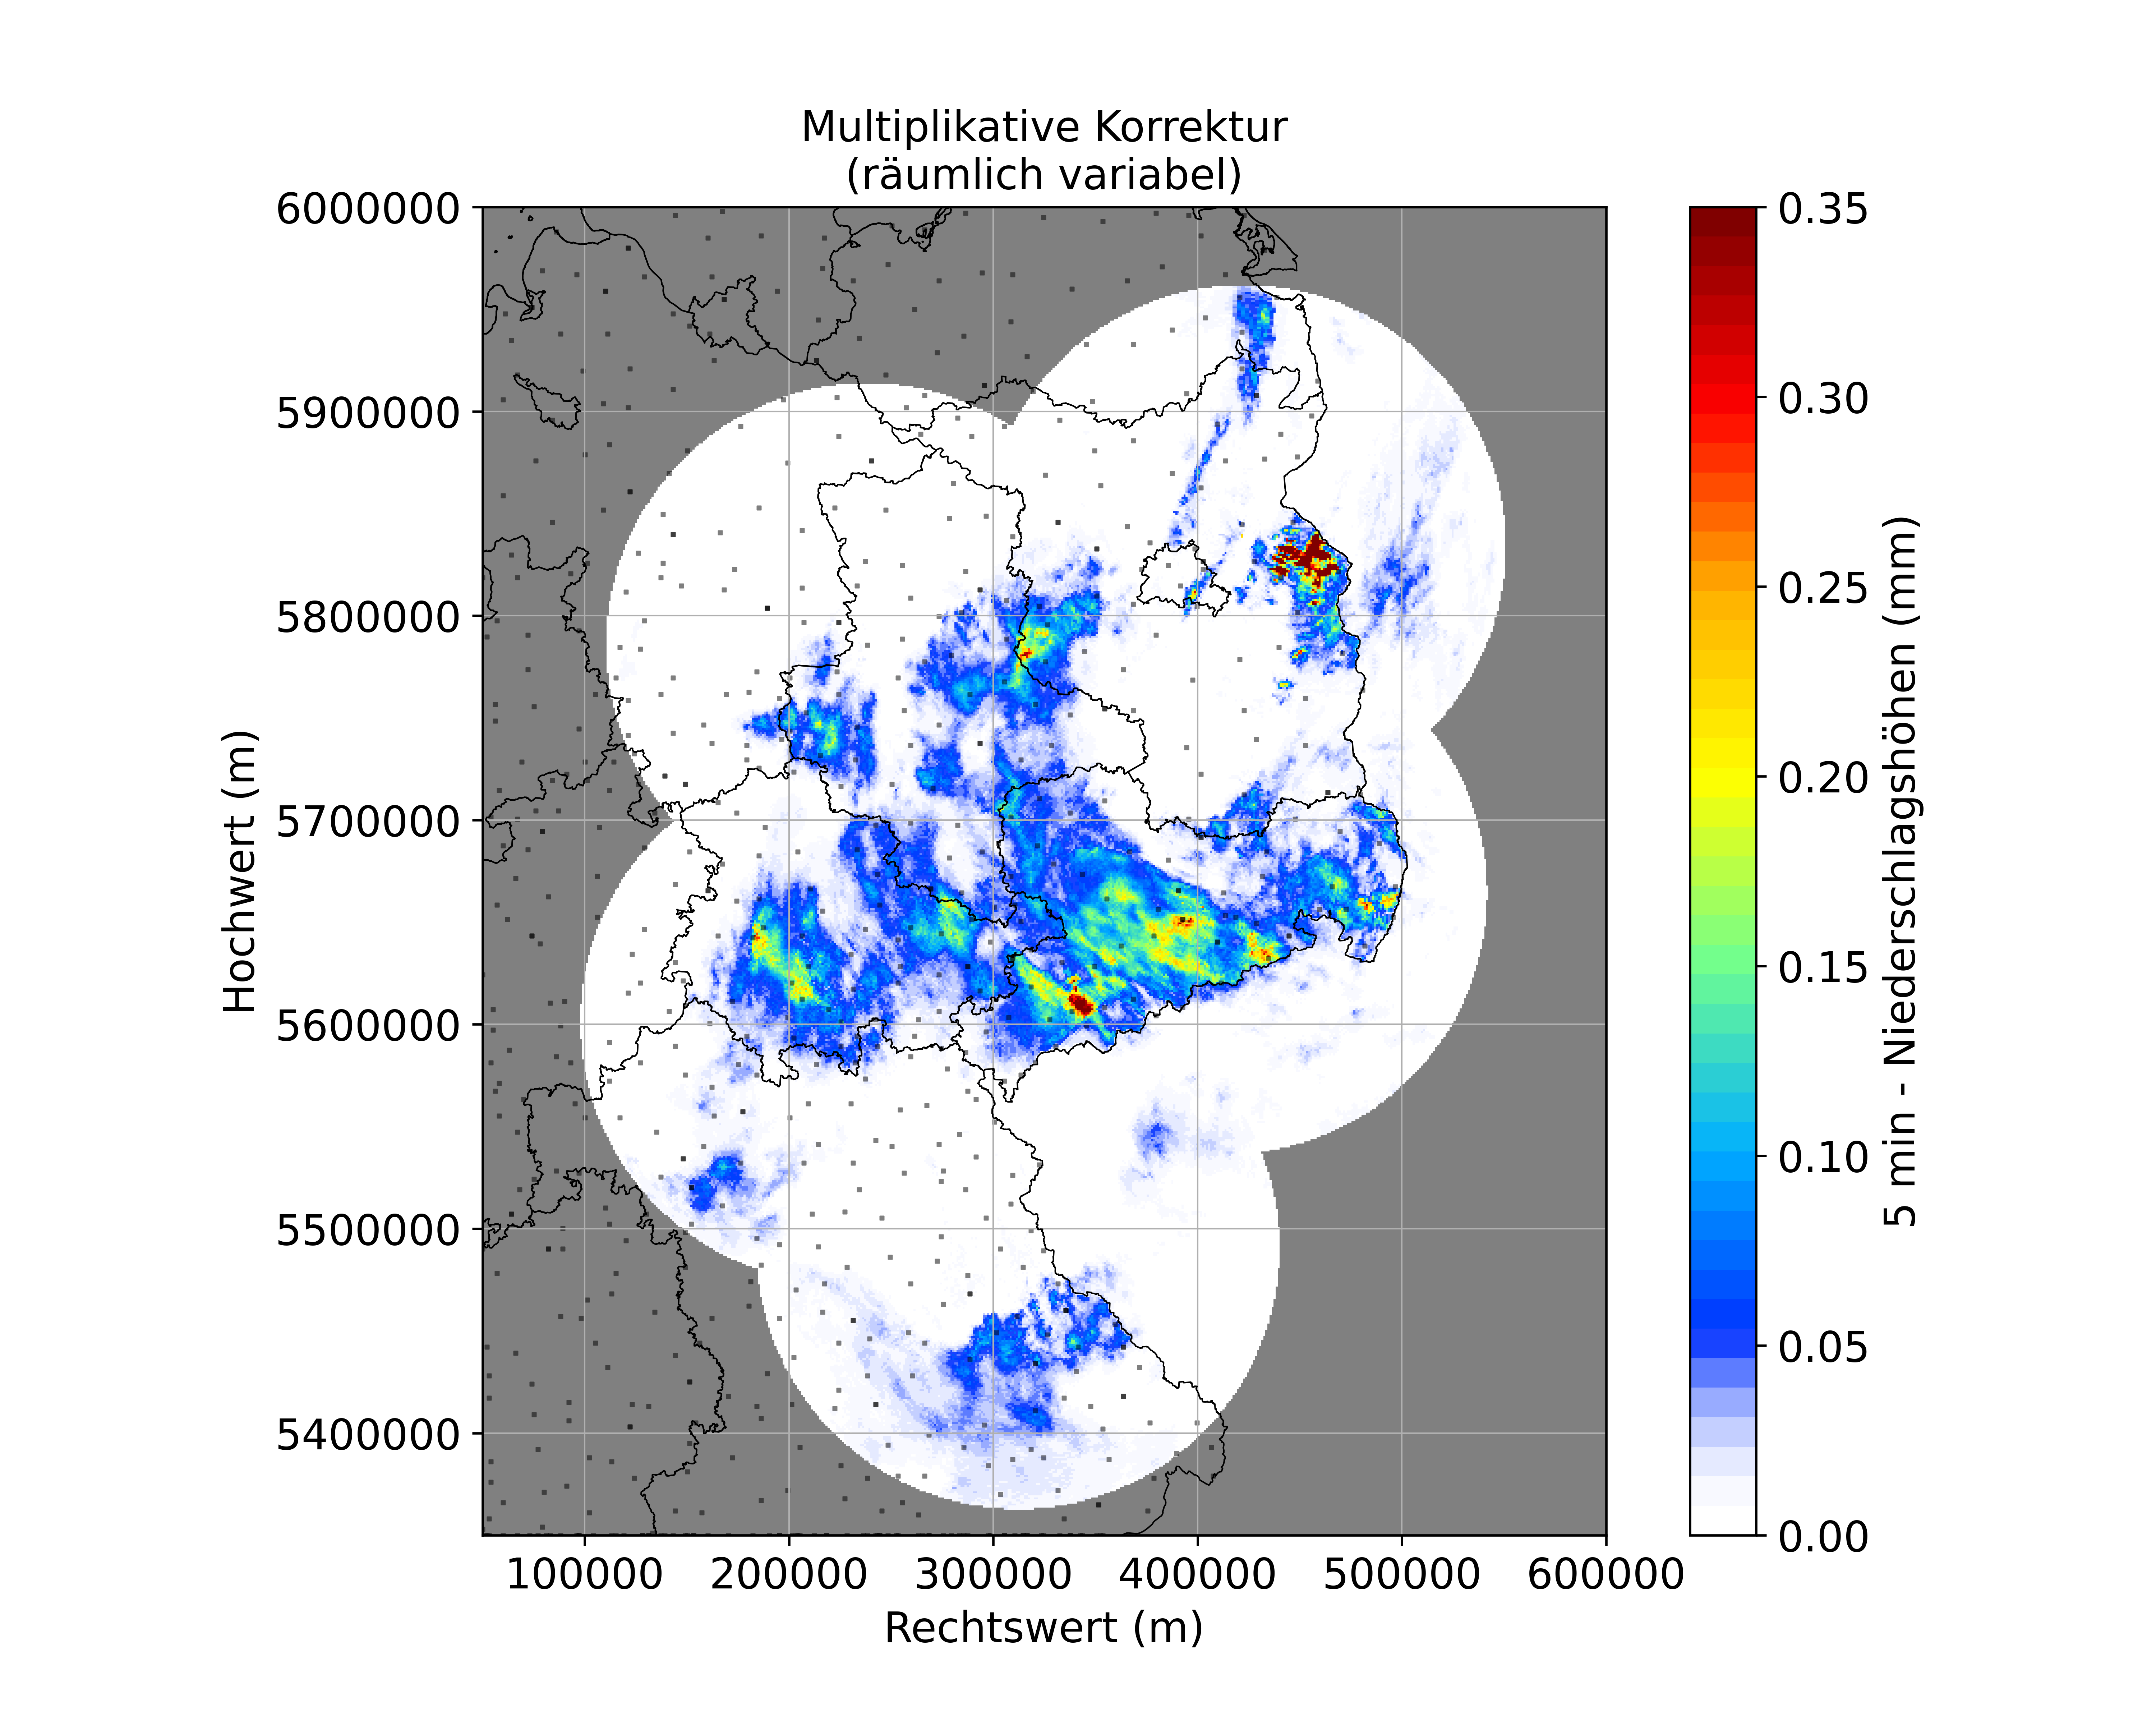 Multiplikative Korrektur
(räumlich variabel)
6000000
5900000
5800000
5700000
5600000
5500000
5400000
Hochwert (m)
100000 200000 300000 400000 500000 600000
Rechtswert (m)
0.35
0.30
0.25
0.20
0.15
0.10
0.05
0.00
5 min - Niederschlagshöhen (mm)